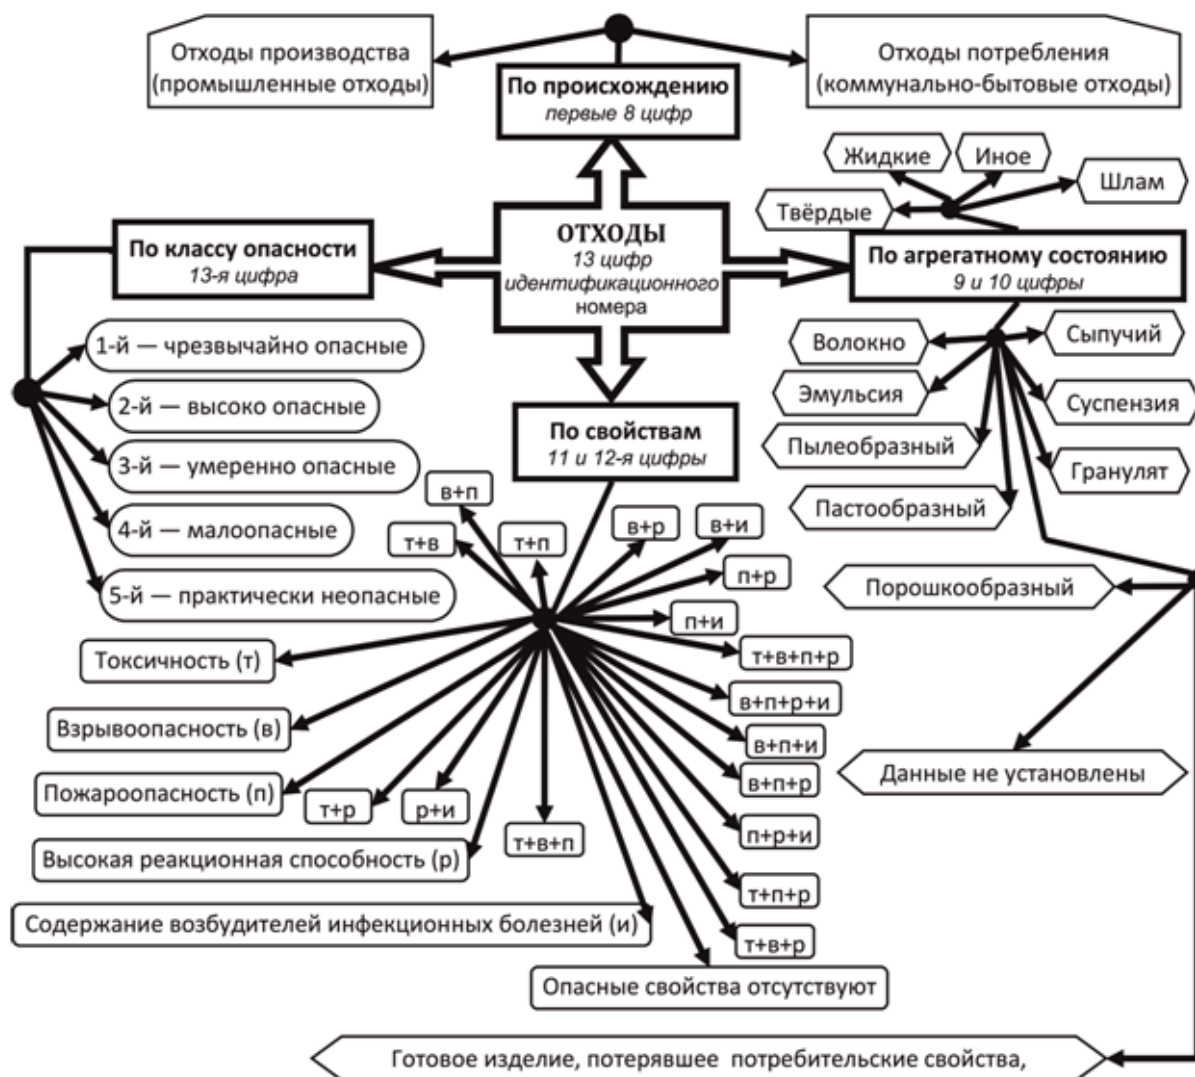 Отходы производства
(промышленные отходы)
Отходы потребления
(коммунально-бытовые отходы)
По происхождению
первые 8 цифр
Жидкие
Иное
Шлам
Твёрдые
По классу опасности
13-я цифра
ОТХОДЫ
13 цифр
идентификационного
номера
По агрегатному состоянию
9 и 10 цифры
1-й — чрезвычайно опасные
2-й — высоко опасные
3-й — умеренно опасные
4-й — малоопасные
5-й — практически неопасные
Волокно
Сыпучий
Эмульсия
Суспензия
Пылеобразный
Гранулят
Пастообразный
Порошкообразный
Данные не установлены
По свойствам
11 и 12-я цифры
в+п
т+в
т+п
в+р
в+и
п+р
п+и
т+в+п+р
в+п+р+и
в+п+и
в+п+р
п+р+и
т+п+р
т+в+р
Токсичность (т)
Взрывоопасность (в)
Пожароопасность (п)
т+р
р+и
т+в+п
Высокая реакционная способность (р)
Содержание возбудителей инфекционных болезней (и)
Опасные свойства отсутствуют
Готовое изделие, потерявшее потребительские свойства,